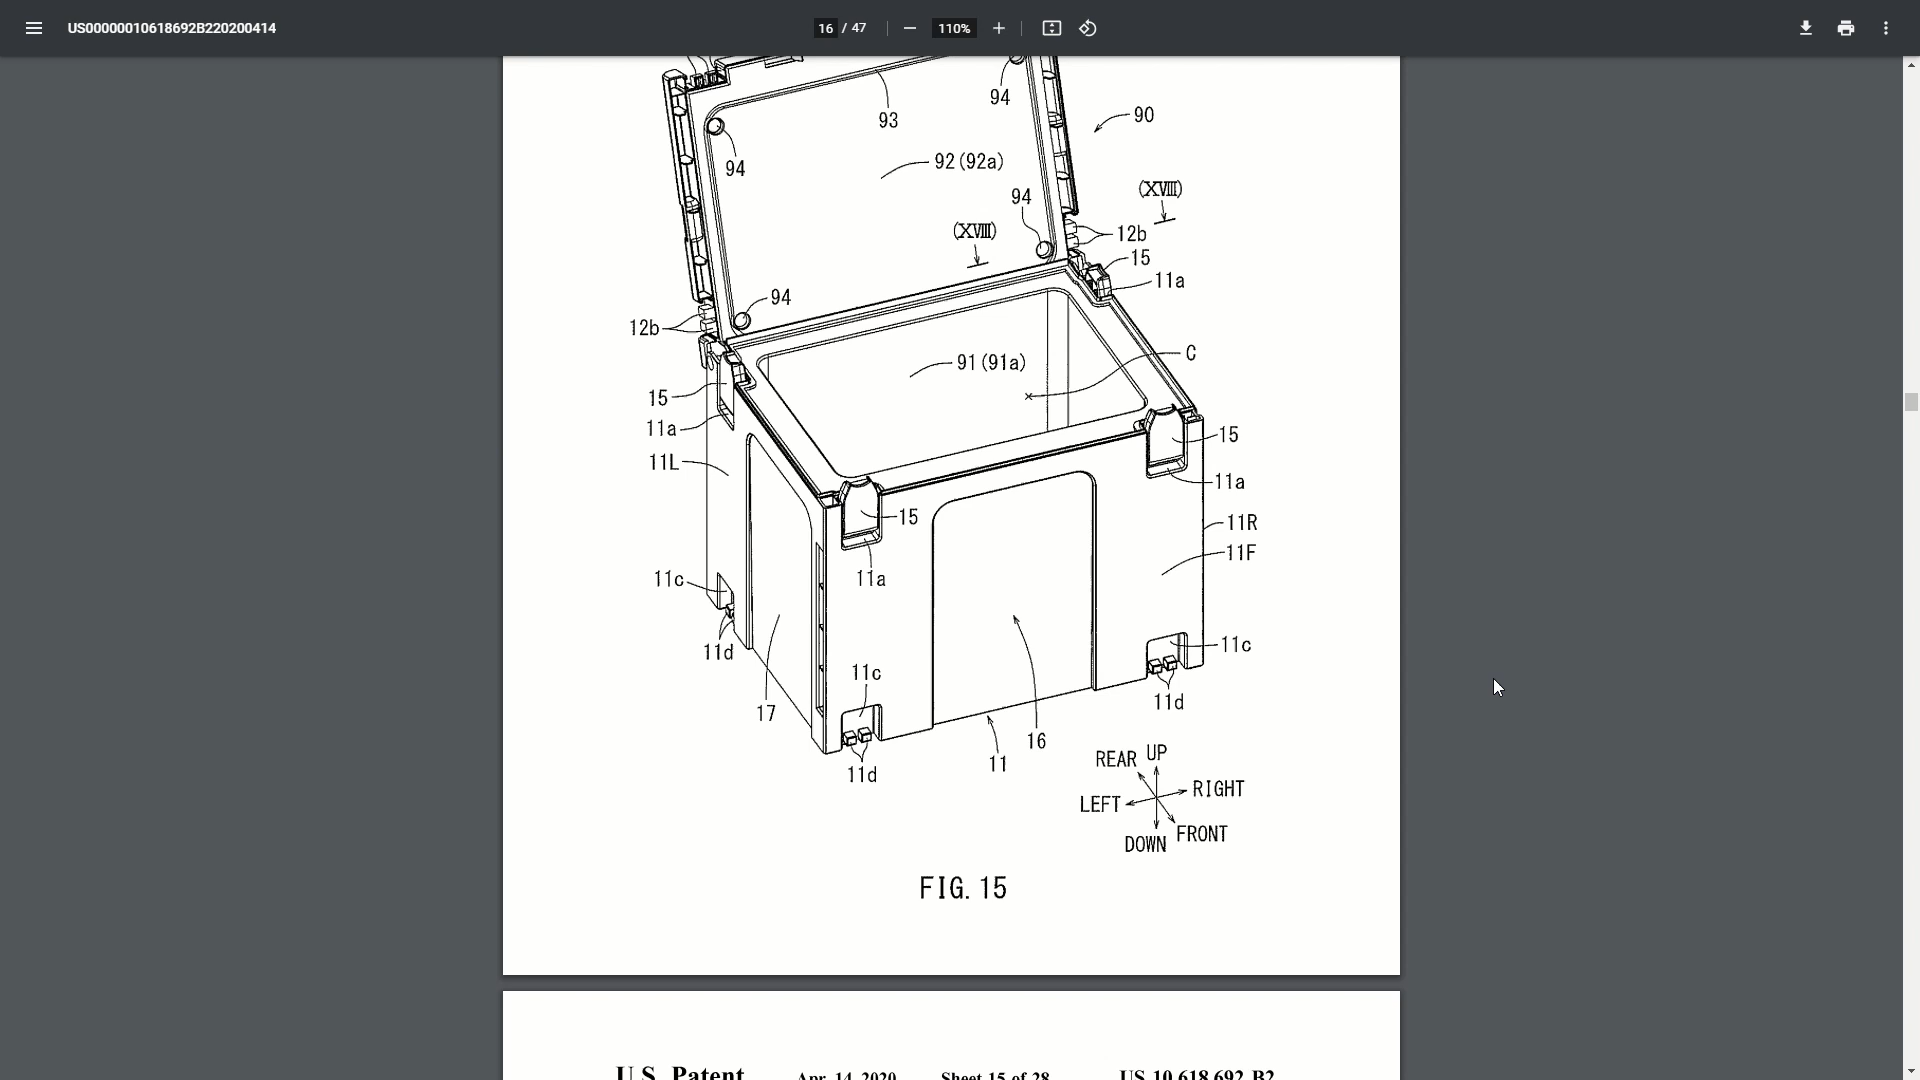 US00000010618692B220200414
16 / 47
110%
94
93
90
94
92(92a)
(XVIII)
94
(XVIII)
12b
15
94
11a
12b
91(91a)
C
15
11a
15
11L
11a
15
11R
11F
11c
11a
11d
11c
11c
17
11d
16
11
11d
REAR UP
RIGHT
LEFT
FRONT
DOWN
FIG. 15
U.S. Patent Apr. 14, 2020 Sheet 15 of 28 US 10,618,692 B2